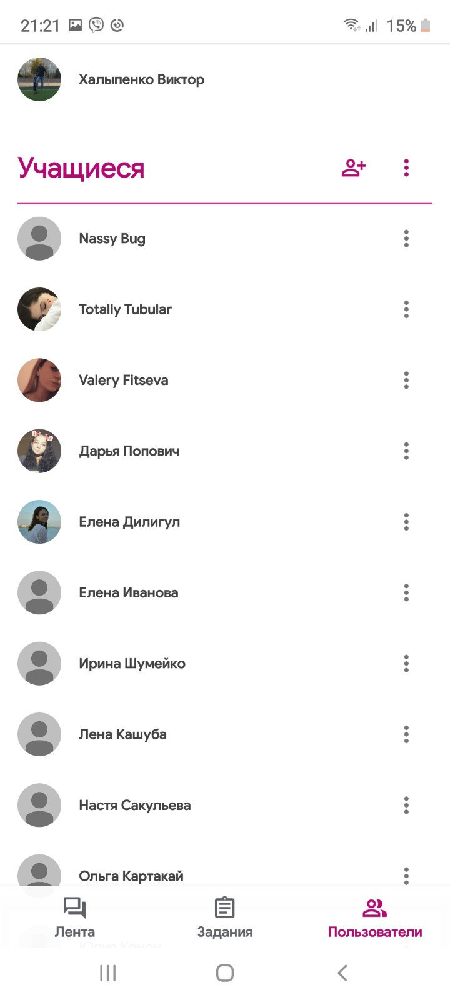 21:21
15%
Халыпенко Виктор
Учащиеся
Nassy Bug
Totally Tubular
Valery Fitseva
Дарья Попович
Елена Дилигул
Елена Иванова
Ирина Шумейко
Лена Кашуба
Настя Сакульева
Ольга Картакай
Лента
Задания
Пользователи